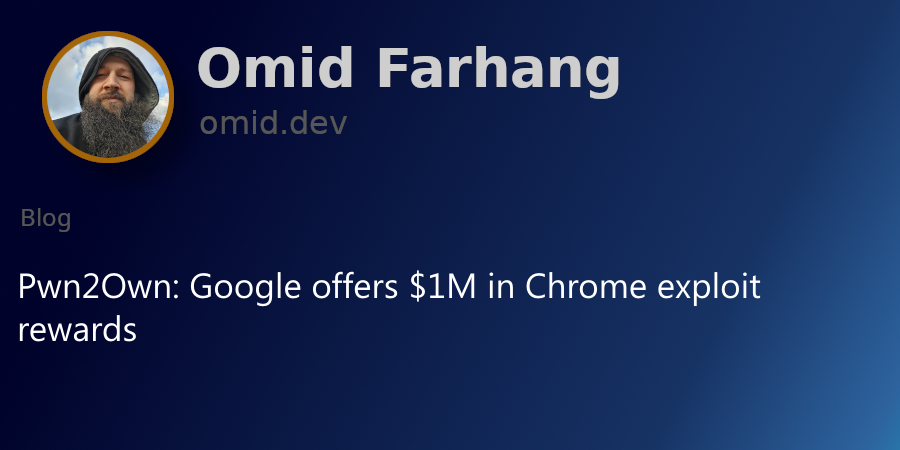 Omid Farhang
omid.dev
Blog
Pwn2Own: Google offers $1M in Chrome exploit
rewards